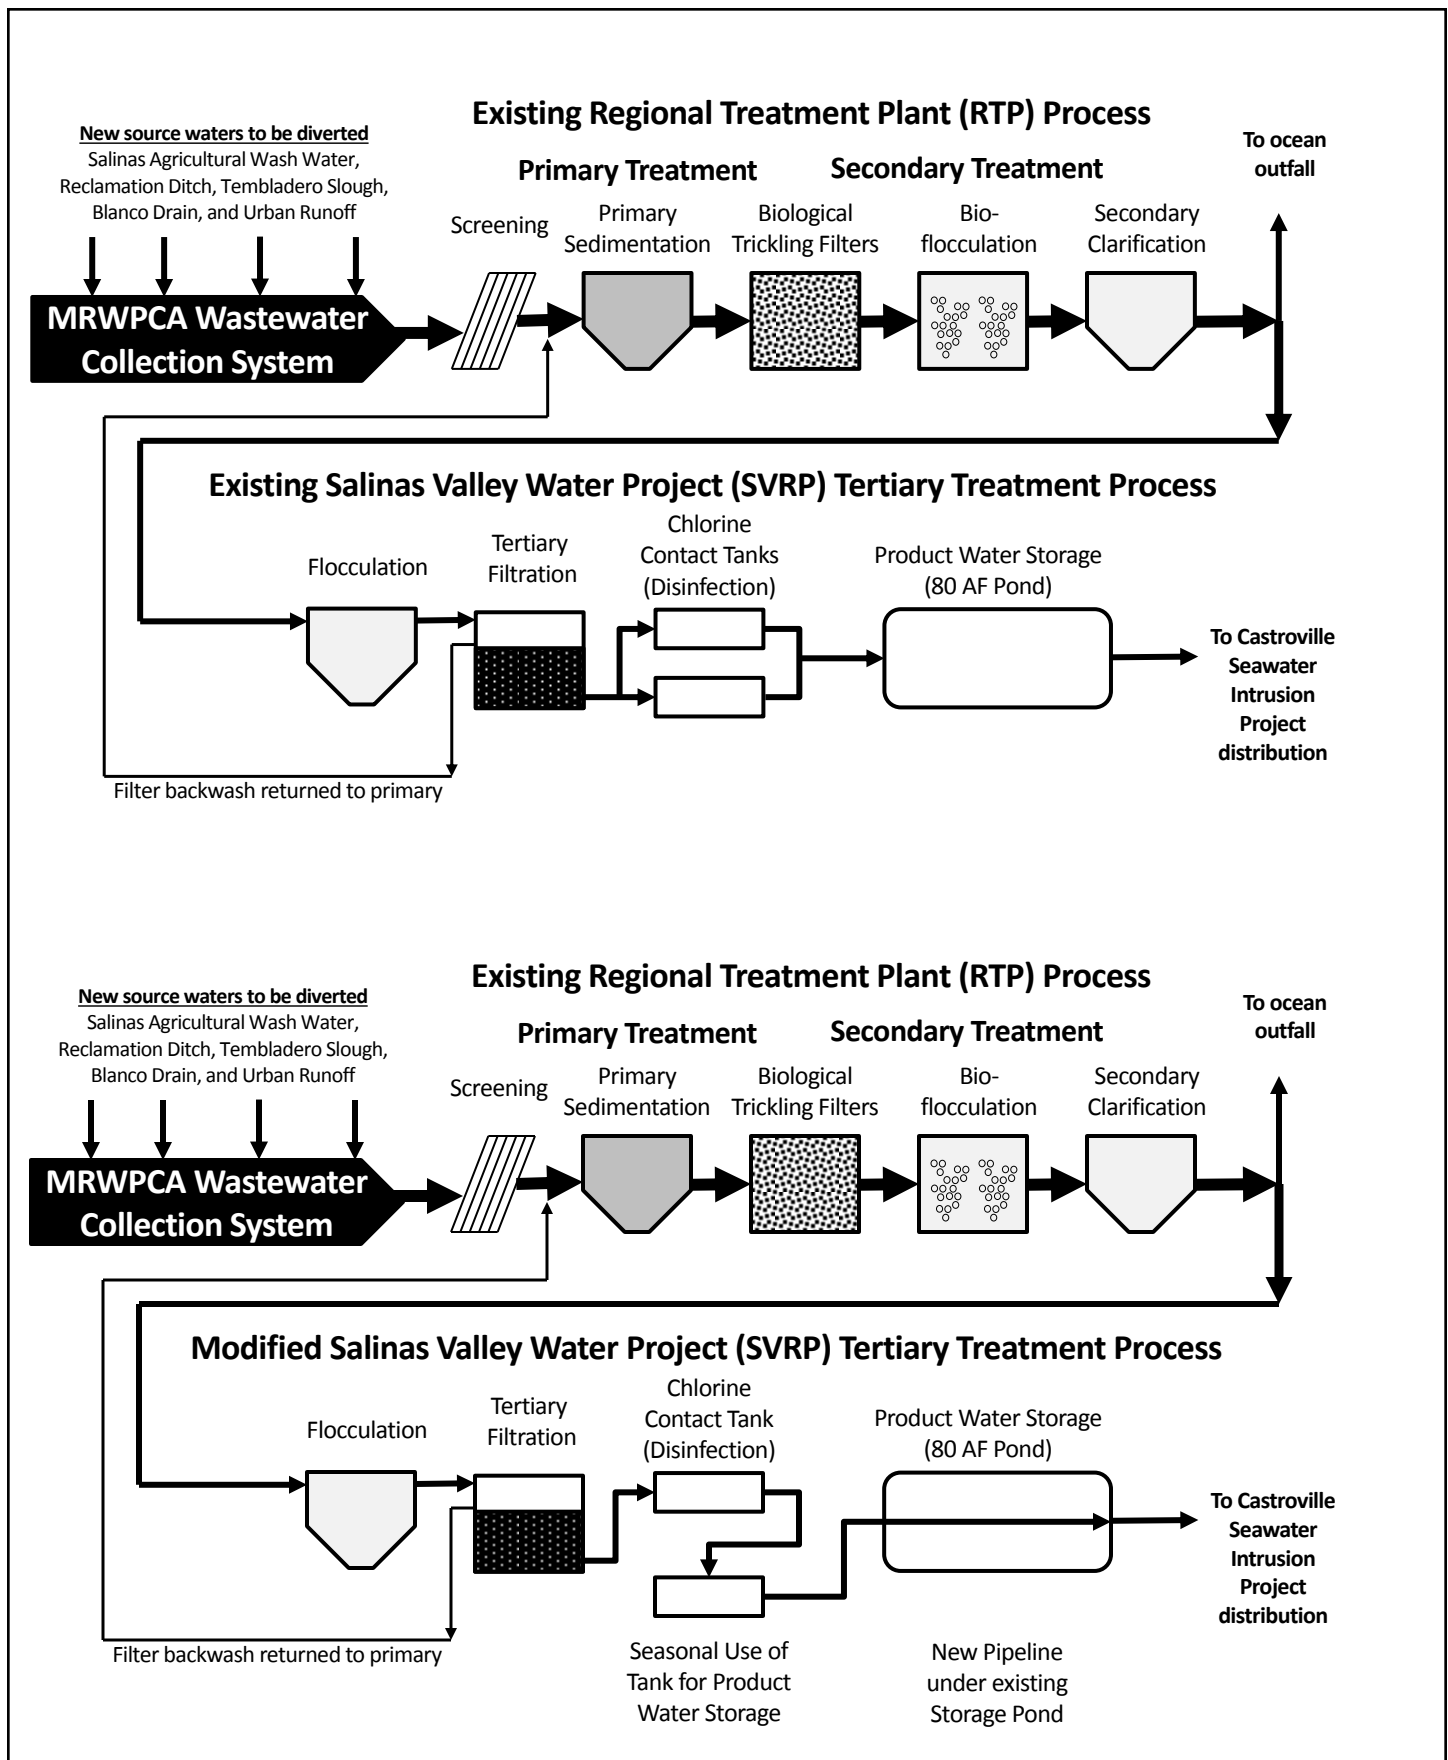 Existing Regional Treatment Plant (RTP) Process
New source waters to be diverted
Salinas Agricultural Wash Water,
Reclamation Ditch, Tembladero Slough,
Blanco Drain, and Urban Runoff
To ocean
outfall
Primary Treatment
Secondary Treatment
Screening
Primary
Sedimentation
Biological
Trickling Filters
Bio-
flocculation
Secondary
Clarification
MRWPCA Wastewater
Collection System
Existing Salinas Valley Water Project (SVRP) Tertiary Treatment Process
Flocculation
Tertiary
Filtration
Chlorine
Contact Tanks
(Disinfection)
Product Water Storage
(80 AF Pond)
To Castroville
Seawater
Intrusion
Project
distribution
Filter backwash returned to primary
Existing Regional Treatment Plant (RTP) Process
New source waters to be diverted
Salinas Agricultural Wash Water,
Reclamation Ditch, Tembladero Slough,
Blanco Drain, and Urban Runoff
To ocean
outfall
Primary Treatment
Secondary Treatment
Screening
Primary
Sedimentation
Biological
Trickling Filters
Bio-
flocculation
Secondary
Clarification
MRWPCA Wastewater
Collection System
Modified Salinas Valley Water Project (SVRP) Tertiary Treatment Process
Flocculation
Tertiary
Filtration
Chlorine
Contact Tank
(Disinfection)
Product Water Storage
(80 AF Pond)
To Castroville
Seawater
Intrusion
Project
distribution
Filter backwash returned to primary
Seasonal Use of
Tank for Product
Water Storage
New Pipeline
under existing
Storage Pond